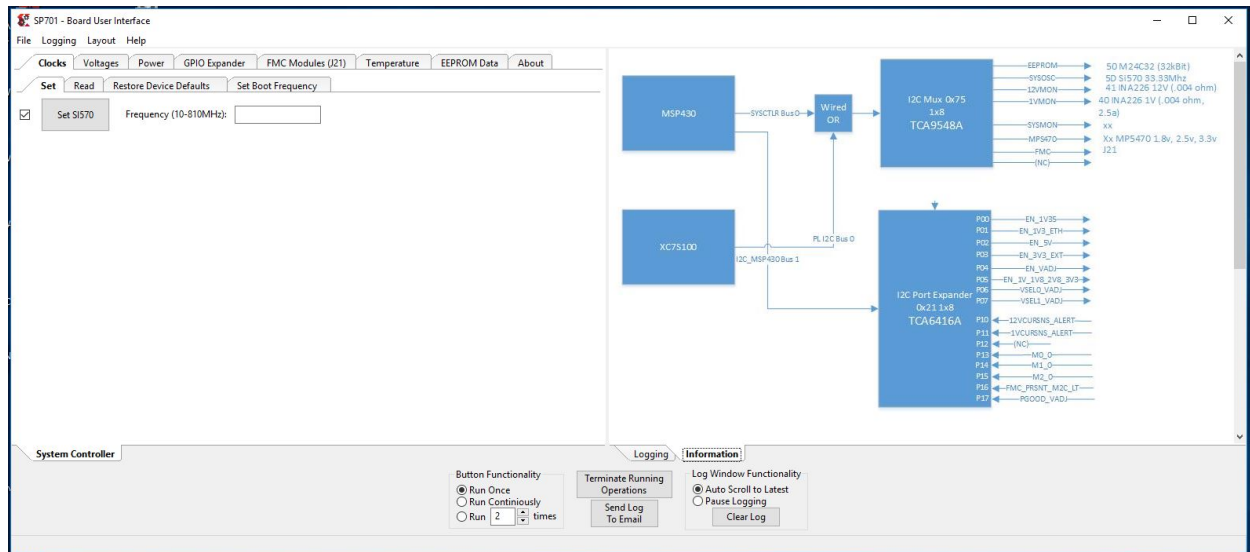 SP701 - Board User Interface
File Logging Layout Help
Clocks Voltages Power GPIO Expander FMC Modules (J21) Temperature EEPROM Data About
Set Read Restore Device Defaults Set Boot Frequency
Set SI570 Frequency (10-810MHz):
MSP430
SYSCTLR Bus 0
Wired
OR
I2C Mux 0x75
1x8
TCA9548A
EEPROM
SYSOSC
12VMON
1VMON
SYSMON
MPS470
FMC
(NC)
50 M24C32 (32kBit)
5D Si570 33.33Mhz
41 INA226 12V (.004 ohm)
40 INA226 1V (.004 ohm,
2.5a)
xx
Xx MP5470 1.8v, 2.5v, 3.3v
J21
XC7S100
PL I2C Bus 0
I2C_MSP430 Bus 1
I2C Port Expander
0x21 1x8
TCA6416A
P00 EN_1V35
P01 EN_1V3_ETH
P02 EN_5V
P03 EN_3V3_EXT
P04 EN_VADJ
P05 EN_1V_1V8_2V8_3V3
P06 VSEL0_VADJ
P07 VSEL1_VADJ
P10 12VCURSNS_ALERT
P11 1VCURSNS_ALERT
P12 (NC)
P13 M0_0
P14 M1_0
P15 M2_0
P16 FMC_PRSNT_M2C_LT
P17 PGOOD_VADJ
System Controller
Logging Information
Button Functionality
Run Once
Run Continiously
Run 2 times
Terminate Running
Operations
Send Log
To Email
Log Window Functionality
Auto Scroll to Latest
Pause Logging
Clear Log